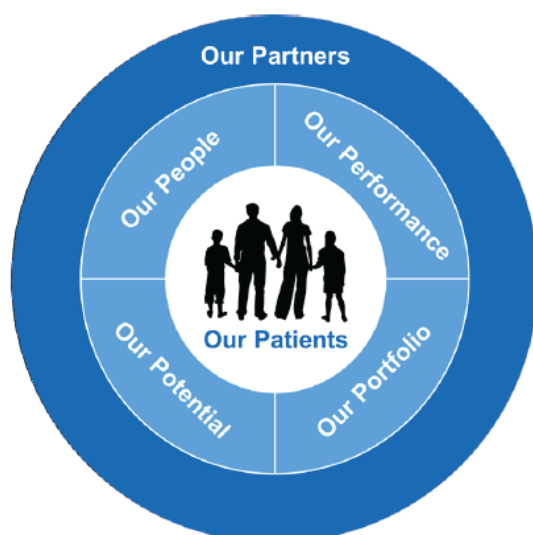 Our Partners
Our People
Our Performance
Our Patients
Our Potential
Our Portfolio